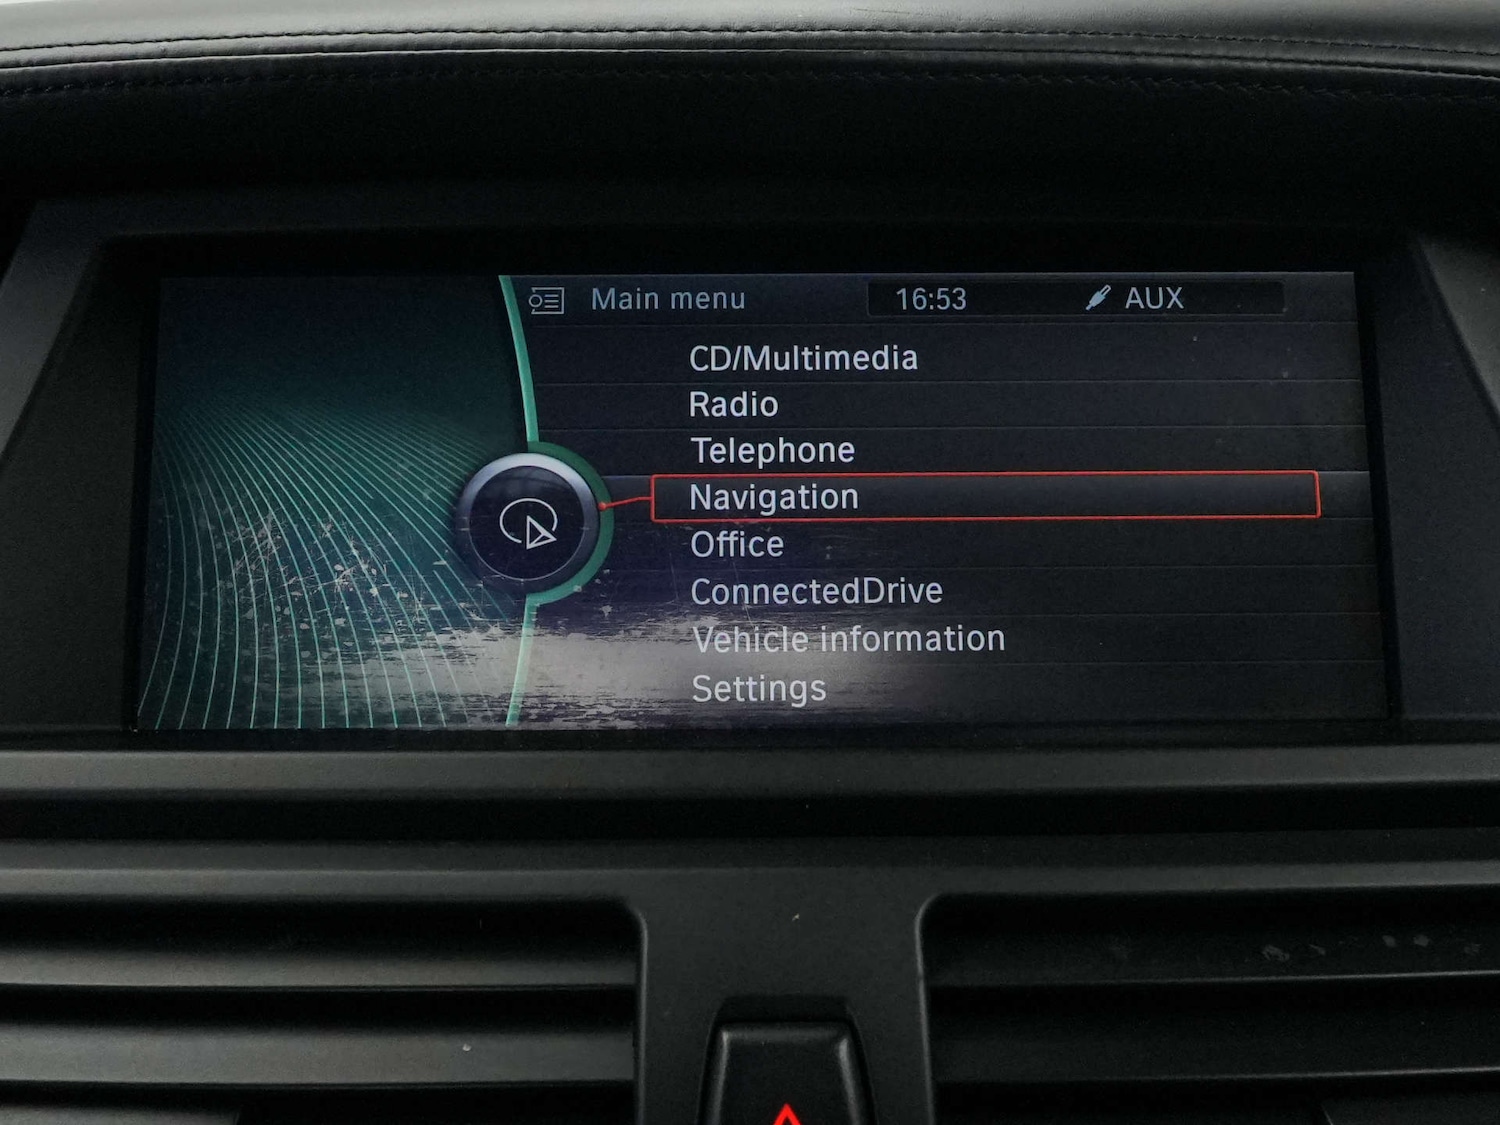 Main menu 16:53 AUX
CD/Multimedia
Radio
Telephone
Navigation
Office
ConnectedDrive
Vehicle information
Settings